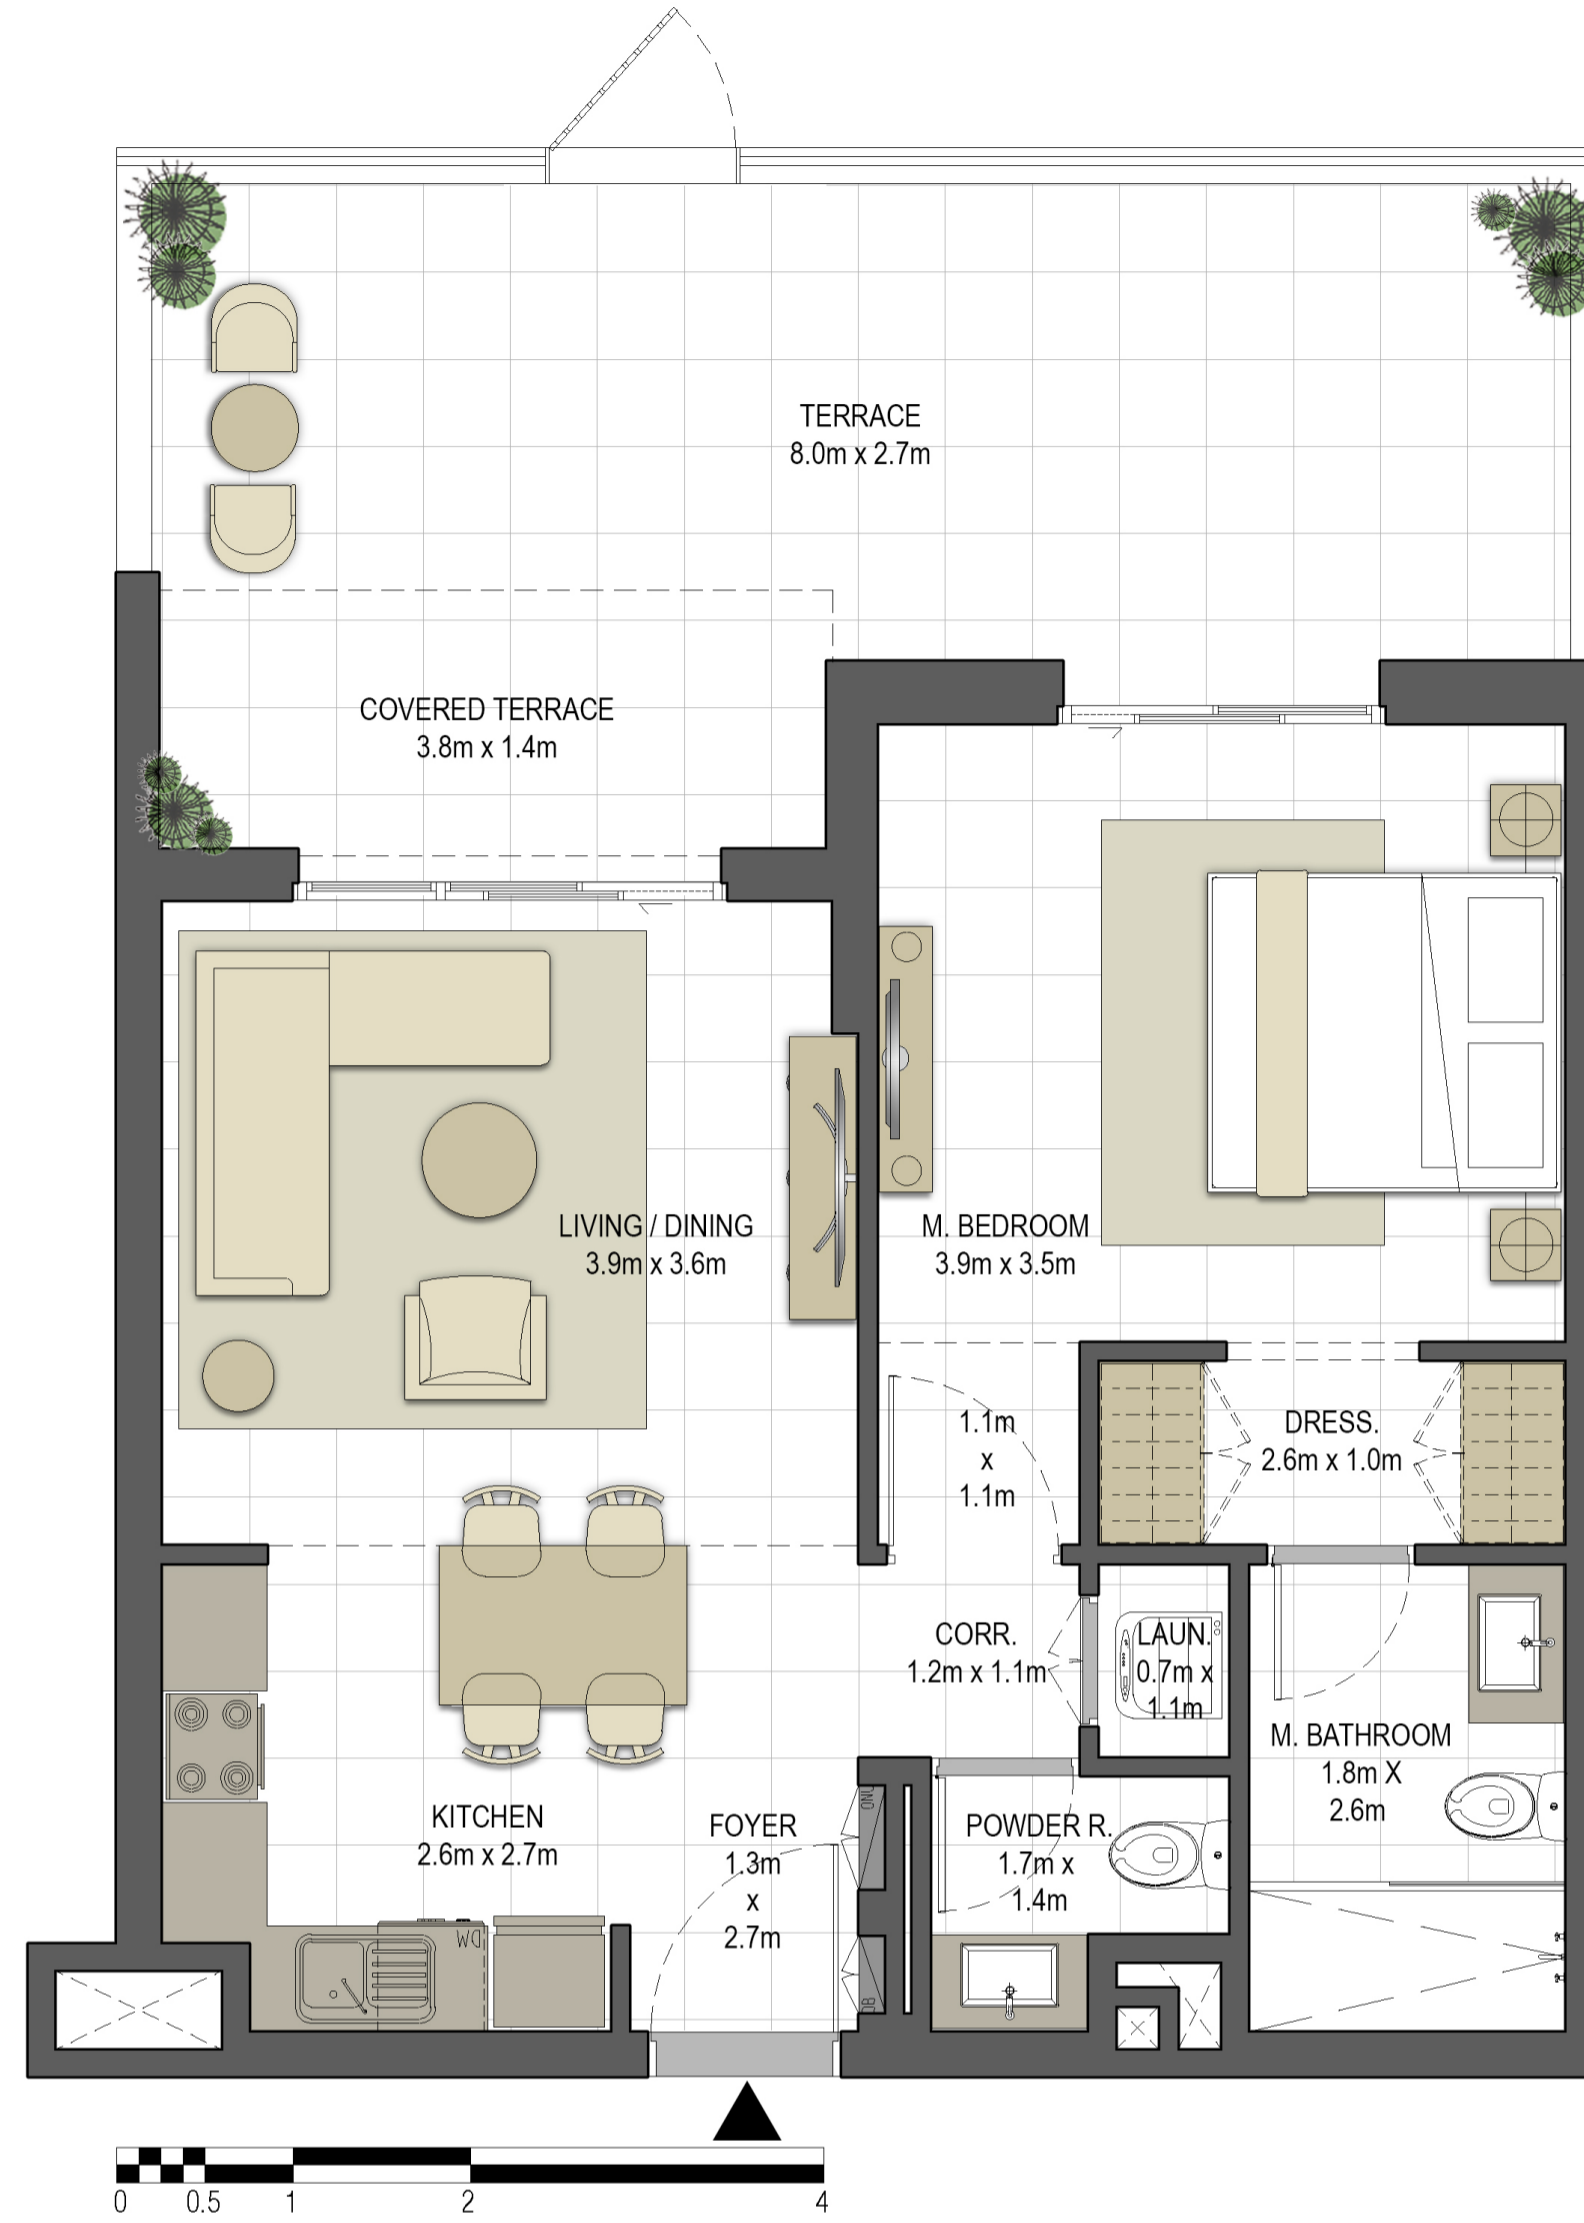 TERRACE
8.0m x 2.7m
COVERED TERRACE
3.8m x 1.4m
LIVING / DINING
3.9m x 3.6m
M. BEDROOM
3.9m x 3.5m
1.1m
x
1.1m
DRESS.
2.6m x 1.0m
CORR.
1.2m x 1.1m
LAUN.
0.7m x
1.1m
M. BATHROOM
1.8m X
2.6m
KITCHEN
2.6m x 2.7m
FOYER
1.3m
x
2.7m
POWDER R.
1.7m x
1.4m
DW
0 0.5 1 2 4